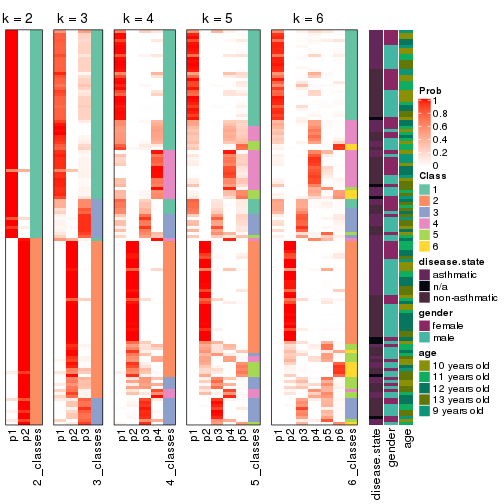 k = 2
k = 3
k = 4
k = 5
k = 6
Prob
1
0.8
0.6
0.4
0.2
0
Class
1
2
3
4
5
6
disease.state
asthmatic
n/a
non-asthmatic
gender
female
male
age
10 years old
11 years old
12 years old
13 years old
9 years old
p1
p2
2_classes
p1
p2
p3
3_classes
p1
p2
p3
p4
4_classes
p1
p2
p3
p4
p5
5_classes
p1
p2
p3
p4
p5
p6
6_classes
disease.state
gender
age